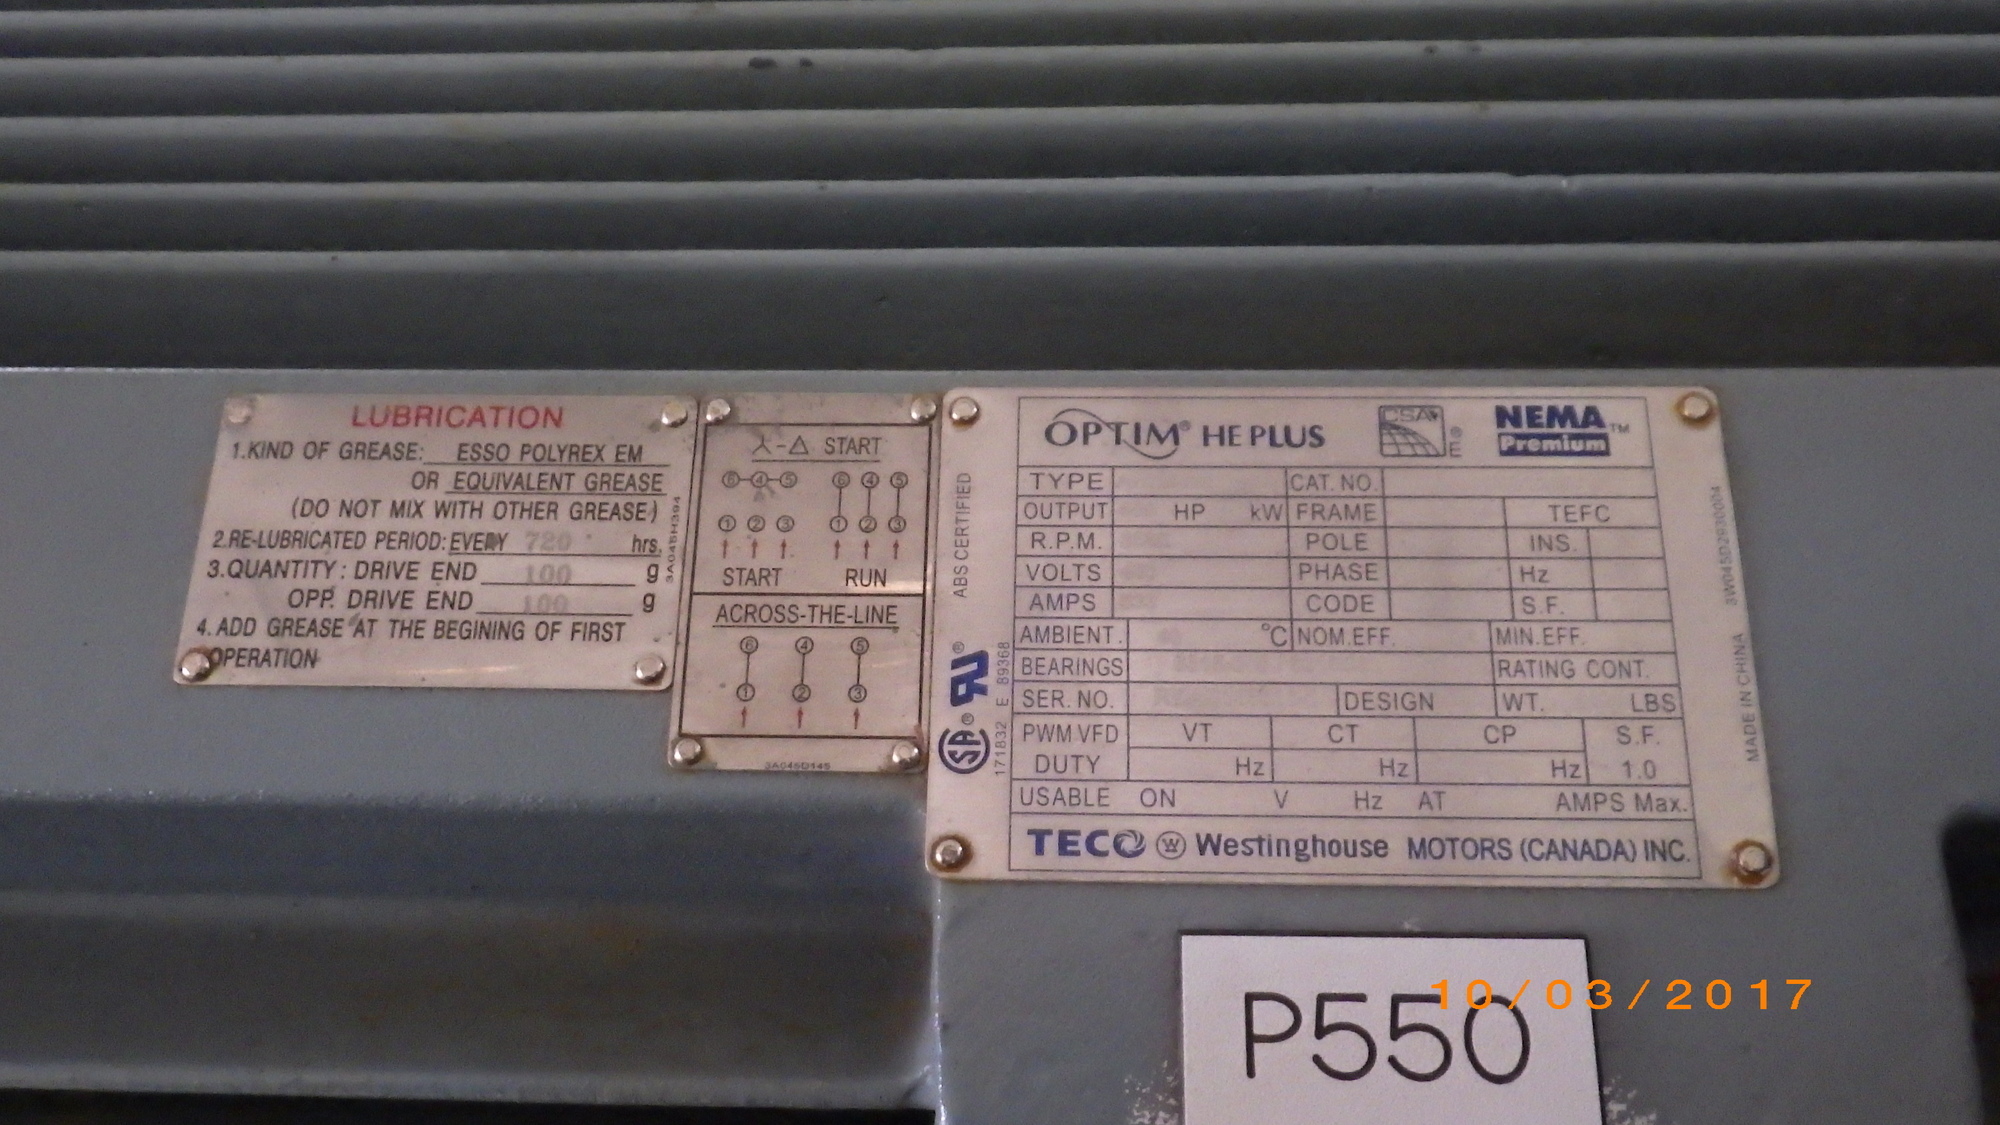 LUBRICATION
1.KIND OF GREASE: ESSO POLYREX EM
OR EQUIVALENT GREASE
(DO NOT MIX WITH OTHER GREASE)
2.RE-LUBRICATED PERIOD: EVERY 720 hrs.
3.QUANTITY: DRIVE END 100 g
OPP. DRIVE END 100 g
4. ADD GREASE AT THE BEGINING OF FIRST
OPERATION
3A045H394
⅄-△ START
6 4 5 6 4 5
1 2 3 1 2 3
START RUN
ACROSS-THE-LINE
6 4 5
1 2 3
3A045D145
ABS CERTIFIED
171832 E 89368
OPTIM® HE PLUS CSA E® NEMA Premium™
TYPE CAT. NO.
OUTPUT HP kW FRAME TEFC
R.P.M. POLE INS.
VOLTS PHASE Hz
AMPS CODE S.F.
AMBIENT. °C NOM.EFF. MIN.EFF.
BEARINGS RATING CONT.
SER. NO. DESIGN WT. LBS
PWM VFD VT CT CP S.F.
DUTY Hz Hz Hz 1.0
USABLE ON V Hz AT AMPS Max.
TECO W Westinghouse MOTORS (CANADA) INC.
MADE IN CHINA
P550
10/03/2017